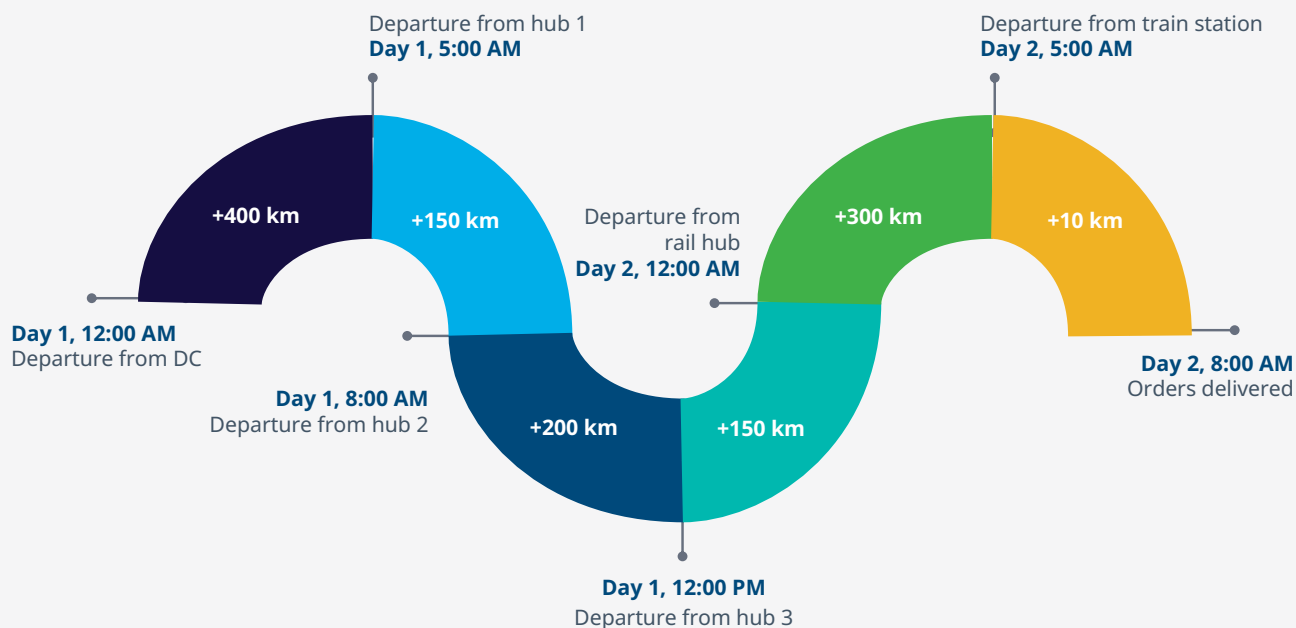 Departure from hub 1
Day 1, 5:00 AM
Departure from train station
Day 2, 5:00 AM
+400 km
+150 km
Departure from
rail hub
Day 2, 12:00 AM
+300 km
+10 km
Day 1, 12:00 AM
Departure from DC
Day 1, 8:00 AM
Departure from hub 2
+200 km
+150 km
Day 2, 8:00 AM
Orders delivered
Day 1, 12:00 PM
Departure from hub 3